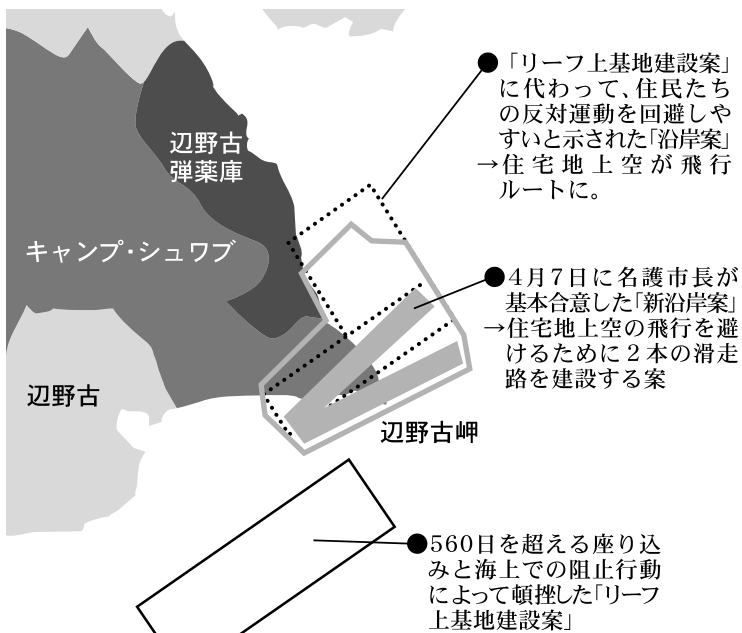 ●「リーフ上基地建設案」
に代わって、住民たち
の反対運動を回避しや
すいと示された「沿岸案」
→住宅地上空が飛行
ルートに。
辺野古
弾薬庫
キャンプ・シュワブ
●4月7日に名護市長が
基本合意した「新沿岸案」
→住宅地上空の飛行を避
けるために2本の滑走
路を建設する案
辺野古
辺野古岬
●560日を超える座り込
みと海上での阻止行動
によって頓挫した「リーフ
上基地建設案」